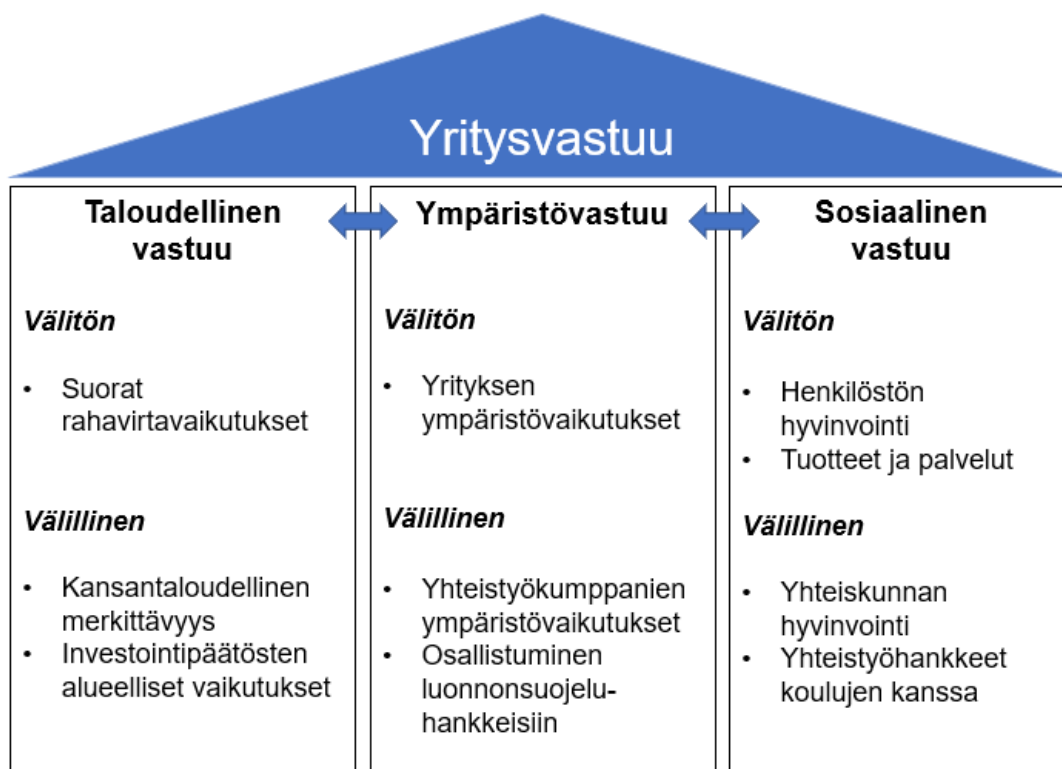 Yritysvastuu
Taloudellinen
vastuu
Välitön
• Suorat
rahavirtavaikutukset
Välillinen
• Kansantaloudellinen
merkittävyys
• Investointipäätösten
alueelliset vaikutukset
Ympäristövastuu
Välitön
• Yrityksen
ympäristövaikutukset
Välillinen
• Yhteistyökumppanien
ympäristövaikutukset
• Osallistuminen
luonnonsuojelu-
hankkeisiin
Sosiaalinen
vastuu
Välitön
• Henkilöstön
hyvinvointi
• Tuotteet ja palvelut
Välillinen
• Yhteiskunnan
hyvinvointi
• Yhteistyöhankkeet
koulujen kanssa